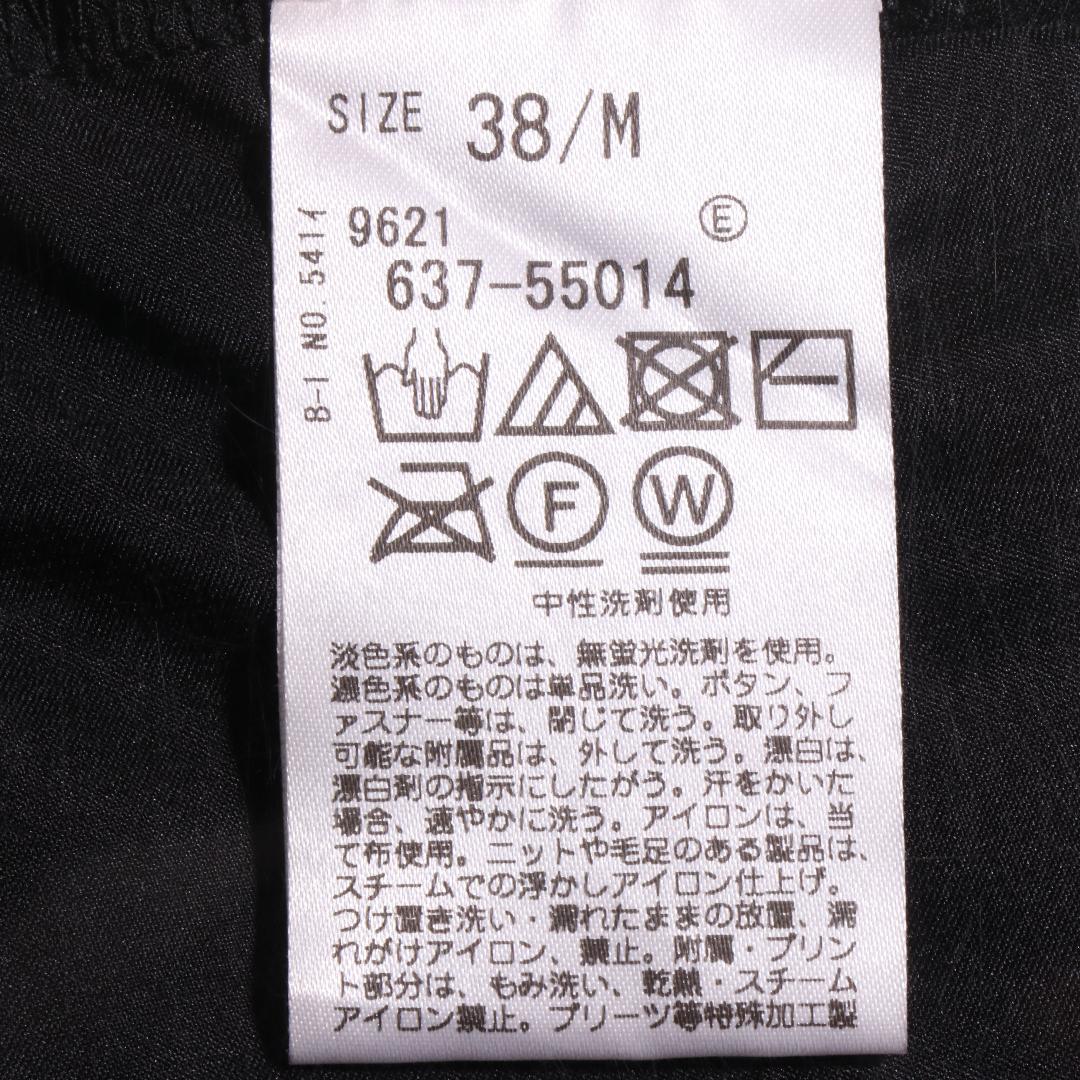 SIZE 38/M
9621 Ⓔ
637-55014
B-1 NO.5411
F W
中性洗剤使用
淡色系のものは、無蛍光洗剤を使用。
濃色系のものは単品洗い。ボタン、フ
ァスナー等は、閉じて洗う。取り外し
可能な附属品は、外して洗う。漂白は、
漂白剤の指示にしたがう。汗をかいた
場合、速やかに洗う。アイロンは、当
て布使用。ニットや毛足のある製品は、
スチームでの浮かしアイロン仕上げ。
つけ置き洗い・濡れたままの放置、濡
れがけアイロン、禁止。附属・プリン
ト部分は、もみ洗い、乾熱・スチーム
アイロン禁止。プリーツ等特殊加工製